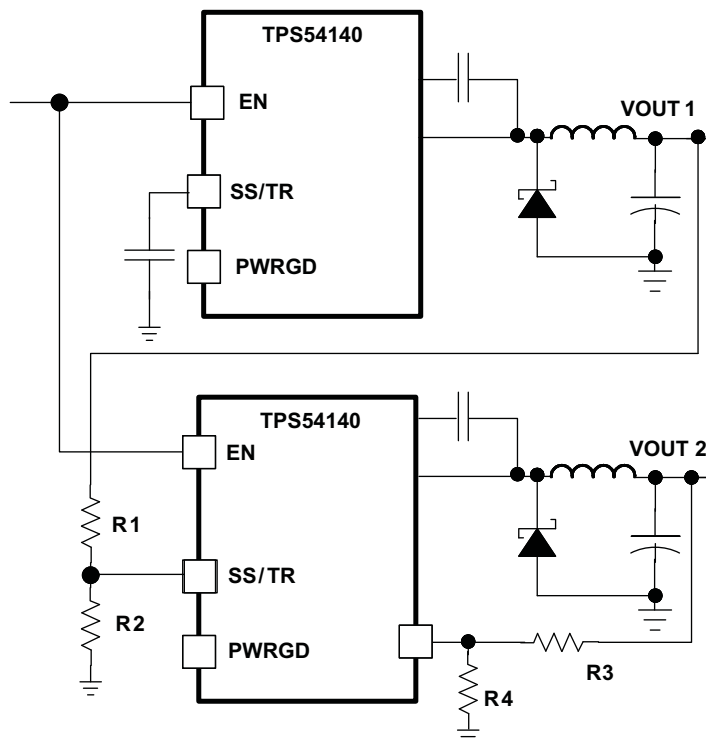 TPS54140
EN
VOUT 1
SS/TR
PWRGD
TPS54140
EN
VOUT 2
R1
SS/TR
R2
PWRGD
R3
R4